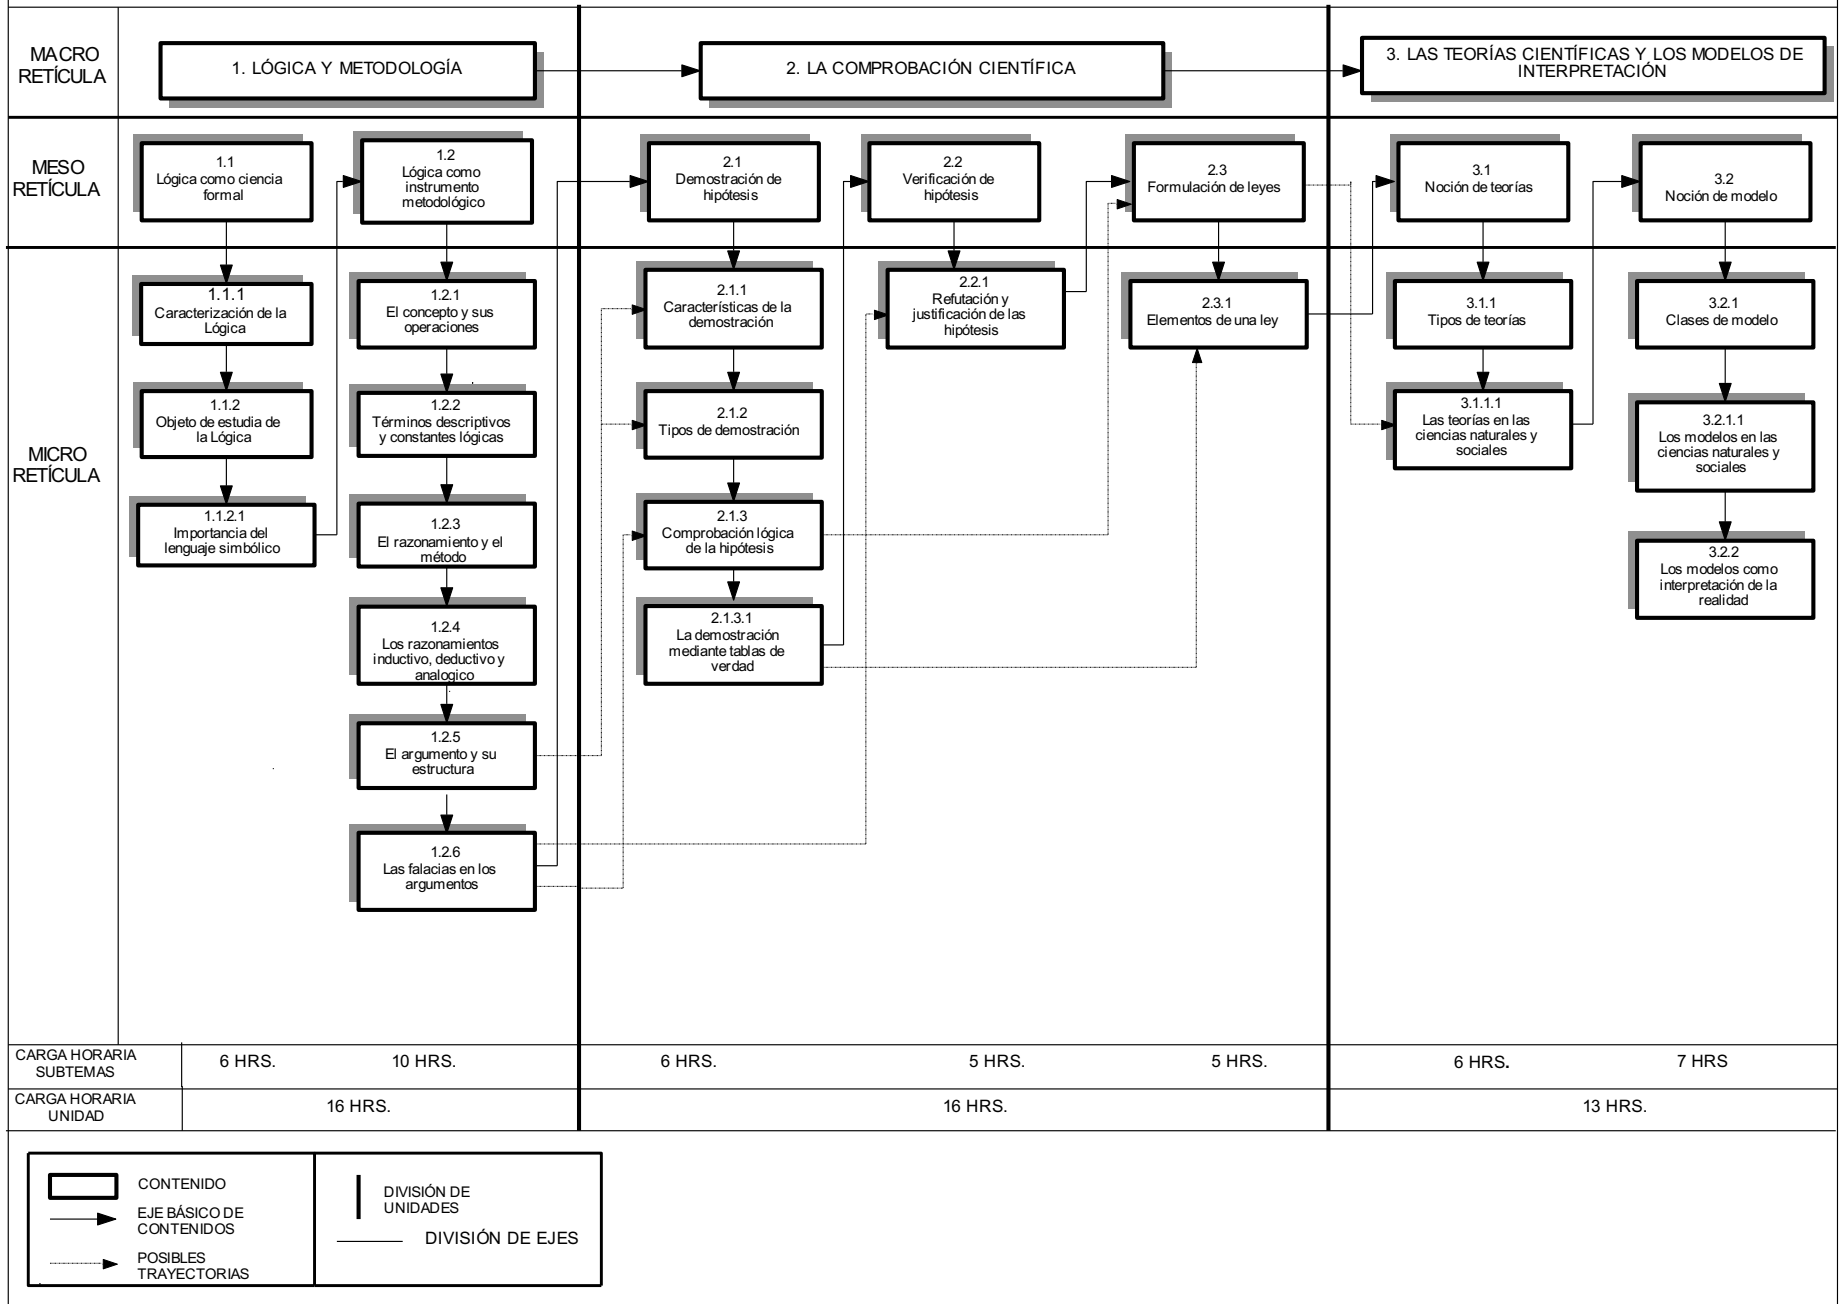 MACRO
RETÍCULA
1. LÓGICA Y METODOLOGÍA
2. LA COMPROBACIÓN CIENTÍFICA
3. LAS TEORÍAS CIENTÍFICAS Y LOS MODELOS DE
INTERPRETACIÓN
MESO
RETÍCULA
1.1
Lógica como ciencia
formal
1.2
Lógica como
instrumento
metodológico
2.1
Demostración de
hipótesis
2.2
Verificación de
hipótesis
2.3
Formulación de leyes
3.1
Noción de teorías
3.2
Noción de modelo
MICRO
RETÍCULA
1.1.1
Caracterización de la
Lógica
1.1.2
Objeto de estudia de
la Lógica
1.1.2.1
Importancia del
lenguaje simbólico
1.2.1
El concepto y sus
operaciones
1.2.2
Términos descriptivos
y constantes lógicas
1.2.3
El razonamiento y el
método
1.2.4
Los razonamientos
inductivo, deductivo y
analogico
1.2.5
El argumento y su
estructura
1.2.6
Las falacias en los
argumentos
2.1.1
Características de la
demostración
2.1.2
Tipos de demostración
2.1.3
Comprobación lógica
de la hipótesis
2.1.3.1
La demostración
mediante tablas de
verdad
2.2.1
Refutación y
justificación de las
hipótesis
2.3.1
Elementos de una ley
3.1.1
Tipos de teorías
3.1.1.1
Las teorías en las
ciencias naturales y
sociales
3.2.1
Clases de modelo
3.2.1.1
Los modelos en las
ciencias naturales y
sociales
3.2.2
Los modelos como
interpretación de la
realidad
CARGA HORARIA
SUBTEMAS
6 HRS.
10 HRS.
6 HRS.
5 HRS.
5 HRS.
6 HRS.
7 HRS
CARGA HORARIA
UNIDAD
16 HRS.
16 HRS.
13 HRS.
CONTENIDO
EJE BÁSICO DE
CONTENIDOS
POSIBLES
TRAYECTORIAS
DIVISIÓN DE
UNIDADES
DIVISIÓN DE EJES